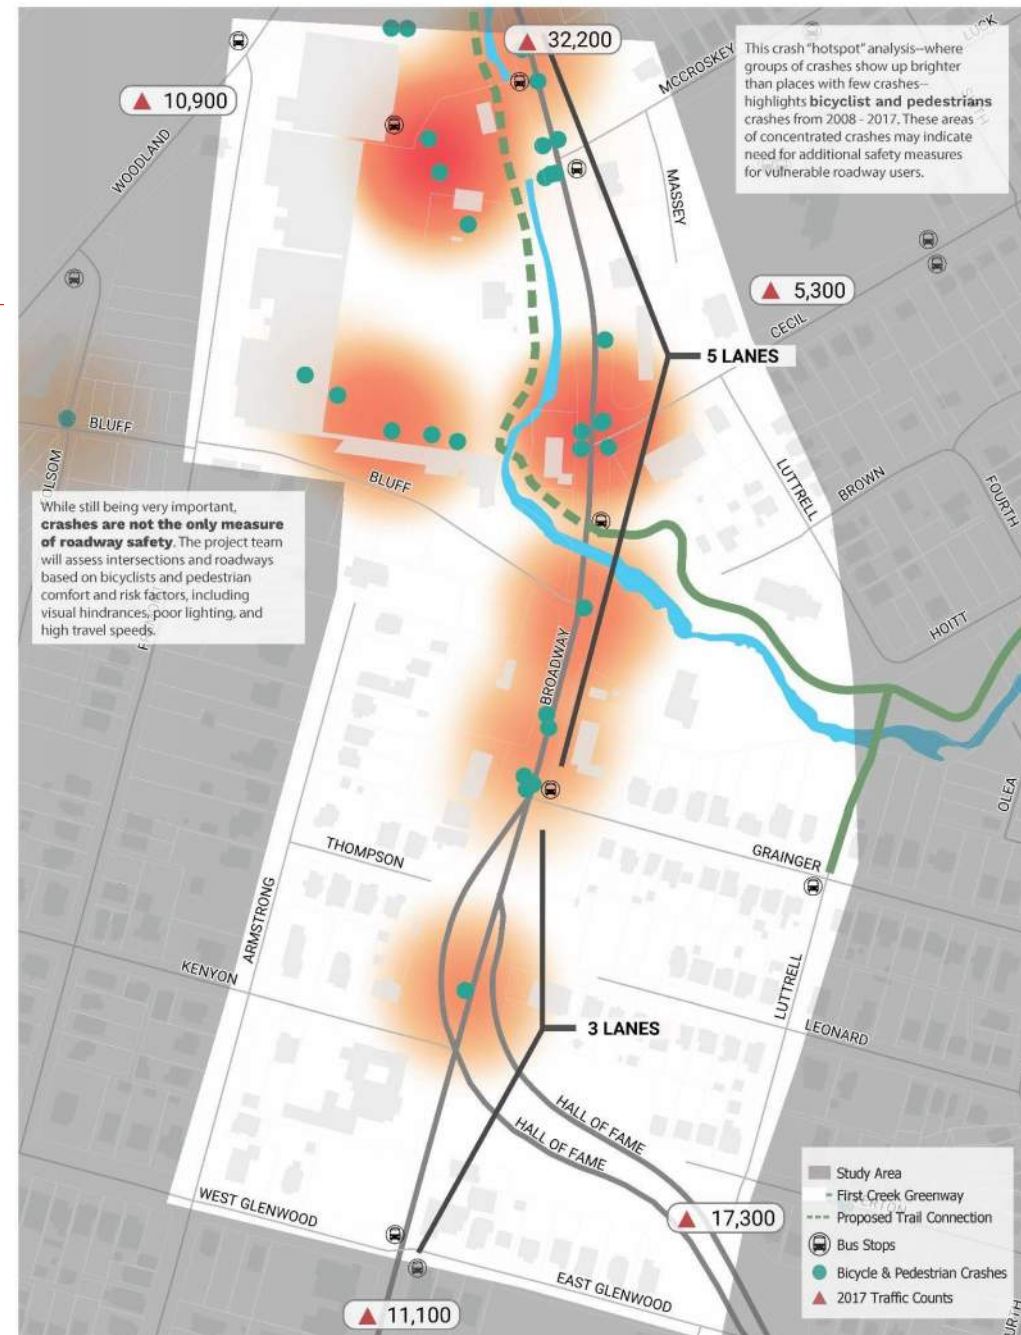 32,200
LUCK
MCCROSKEY
This crash "hotspot" analysis--where
groups of crashes show up brighter
than places with few crashes--
highlights bicyclist and pedestrians
crashes from 2008 - 2017. These areas
of concentrated crashes may indicate
need for additional safety measures
for vulnerable roadway users.
10,900
WOODLAND
MASSEY
5,300
CECIL
5 LANES
BLUFF
BLUFF
LUTTRELL
BROWN
FOURTH
While still being very important,
crashes are not the only measure
of roadway safety. The project team
will assess intersections and roadways
based on bicyclists and pedestrian
comfort and risk factors, including
visual hindrances, poor lighting, and
high travel speeds.
HOITT
BROADWAY
OLEA
THOMPSON
GRAINGER
ARMSTRONG
KENYON
LUTTRELL
LEONARD
3 LANES
HALL OF FAME
HALL OF FAME
WEST GLENWOOD
17,300
EAST GLENWOOD
11,100
Study Area
First Creek Greenway
Proposed Trail Connection
Bus Stops
Bicycle & Pedestrian Crashes
2017 Traffic Counts